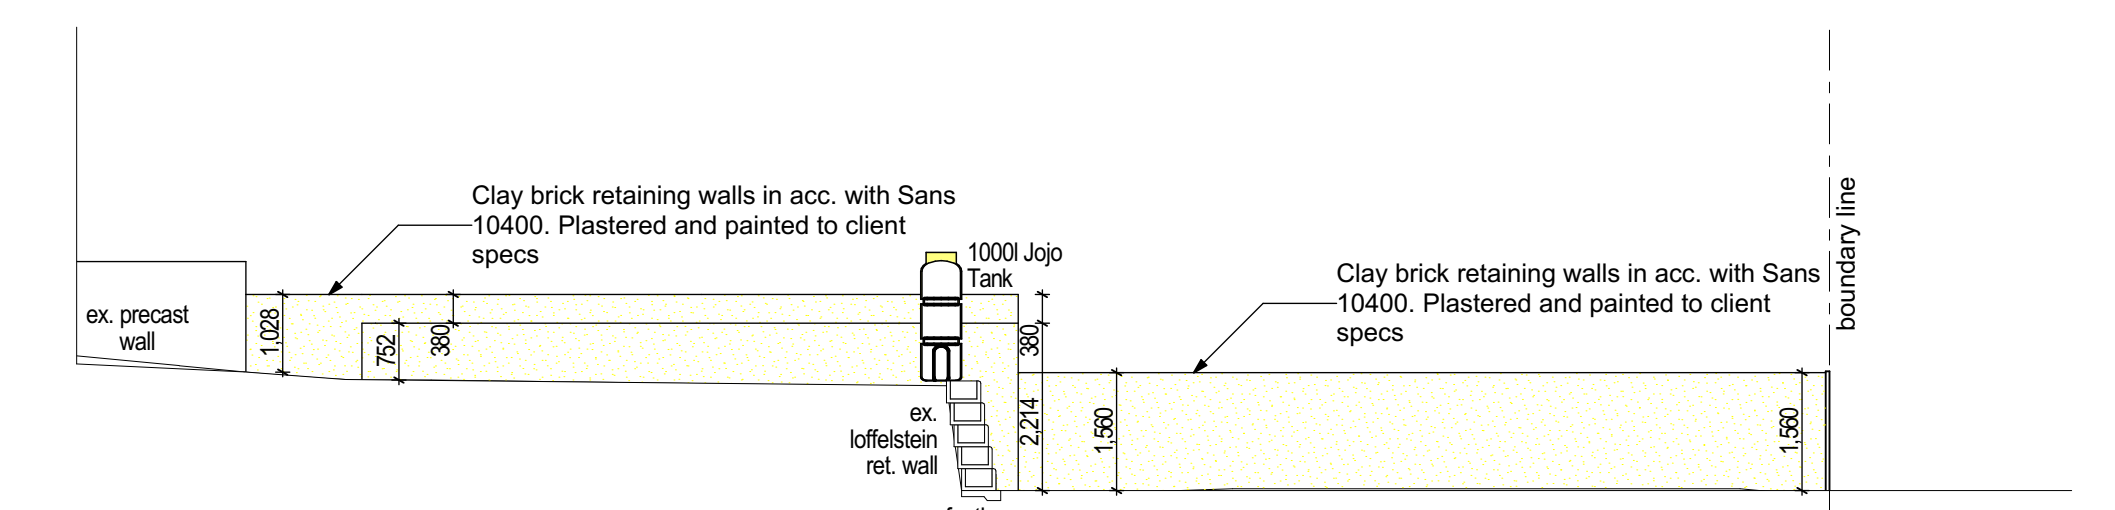 Clay brick retaining walls in acc. with Sans
10400. Plastered and painted to client
specs
1000l Jojo
Tank
Clay brick retaining walls in acc. with Sans
10400. Plastered and painted to client
specs
boundary line
ex. precast
wall
1,028
752
380
380
2,214
1,560
1,560
ex.
loffelstein
ret. wall